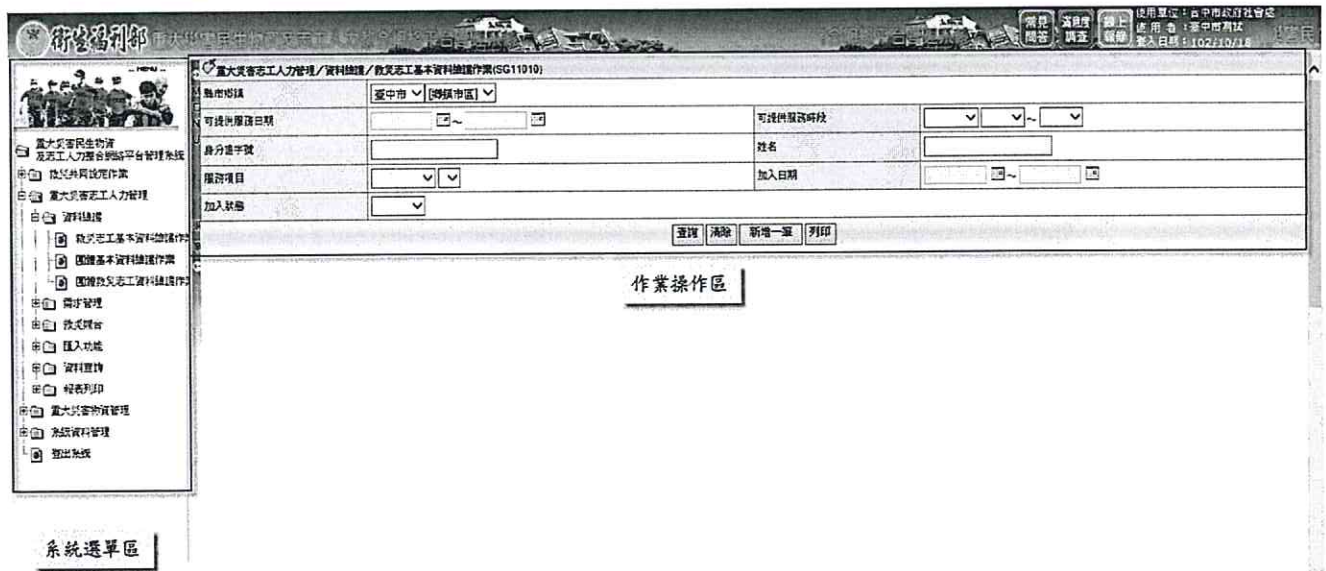 衛生福利部
常見問答
滿意度調查
線上報修
使用單位：台中市政府社會處
使用者：臺中市測試
登入日期：102/10/18
MENU
重大災害民生物資
及志工人力整合網路平台管理系統
救災共同設定作業
重大災害志工人力管理
資料維護
救災志工基本資料維護作業
團體基本資料維護作業
團體救災志工資料維護作
需求管理
救災媒合
匯入功能
資料查詢
報表列印
重大災害物資管理
系統資料管理
登出系統
系統選單區
重大災害志工人力管理/資料維護/救災志工基本資料維護作業(SG11010)
縣市鄉鎮 臺中市 [鄉鎮市區]
可提供服務日期 ~ 可提供服務時段 ~
身分證字號 姓名
服務項目 加入日期 ~
加入狀態
查詢 清除 新增一筆 列印
作業操作區